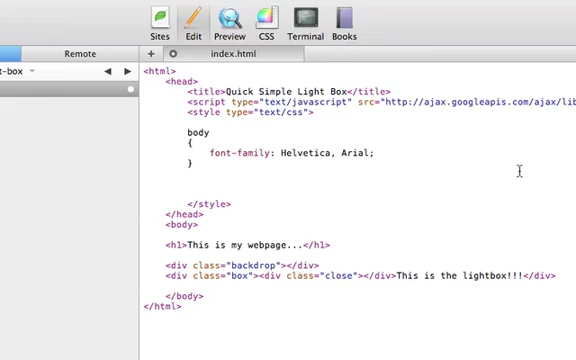 Sites Edit Preview CSS Terminal Books
Remote + index.html
t-box
<html>
<head>
<title>Quick Simple Light Box</title>
<script type="text/javascript" src="http://ajax.googleapis.com/ajax/lib
<style type="text/css">
body
{
font-family: Helvetica, Arial;
}
</style>
</head>
<body>
<h1>This is my webpage...</h1>
<div class="backdrop"></div>
<div class="box"><div class="close"></div>This is the lightbox!!!</div>
</body>
</html>